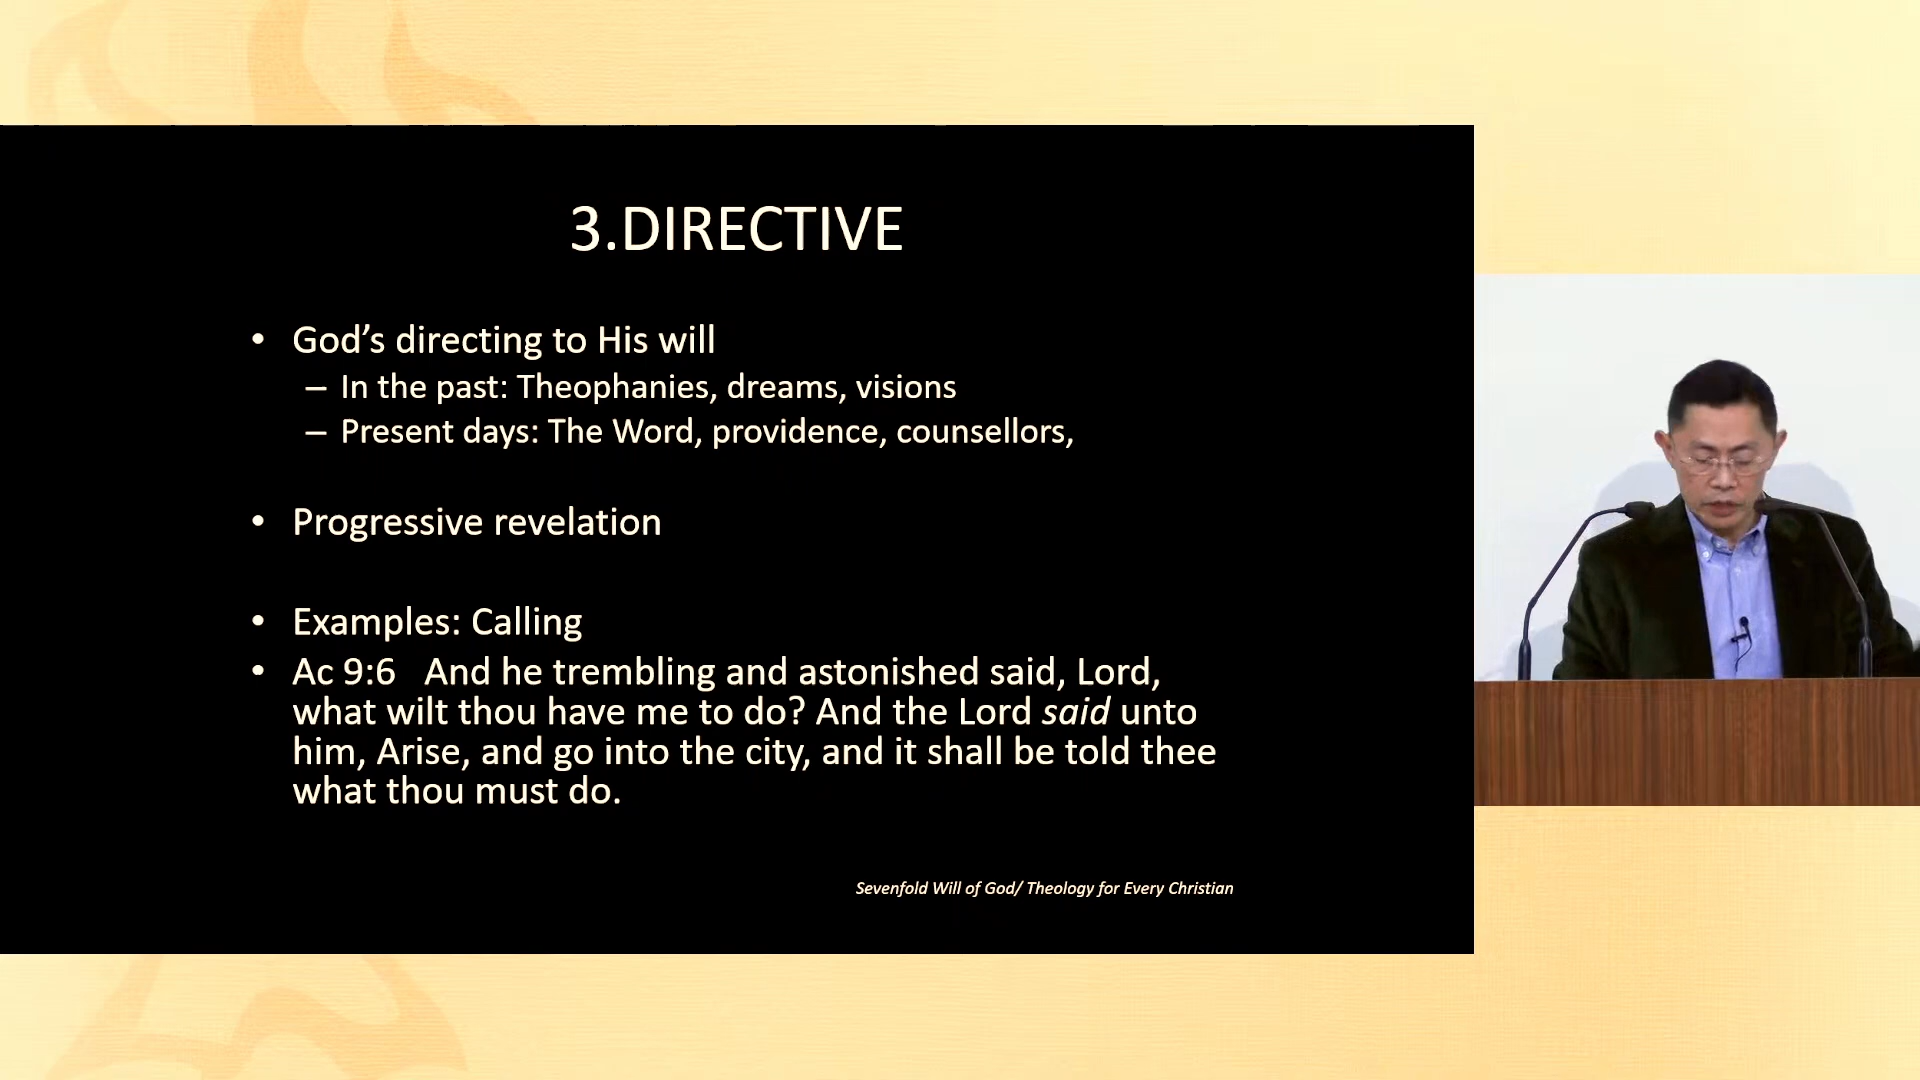 3.DIRECTIVE
• God’s directing to His will
– In the past: Theophanies, dreams, visions
– Present days: The Word, providence, counsellors,
• Progressive revelation
• Examples: Calling
• Ac 9:6 And he trembling and astonished said, Lord,
what wilt thou have me to do? And the Lord said unto
him, Arise, and go into the city, and it shall be told thee
what thou must do.
Sevenfold Will of God/ Theology for Every Christian